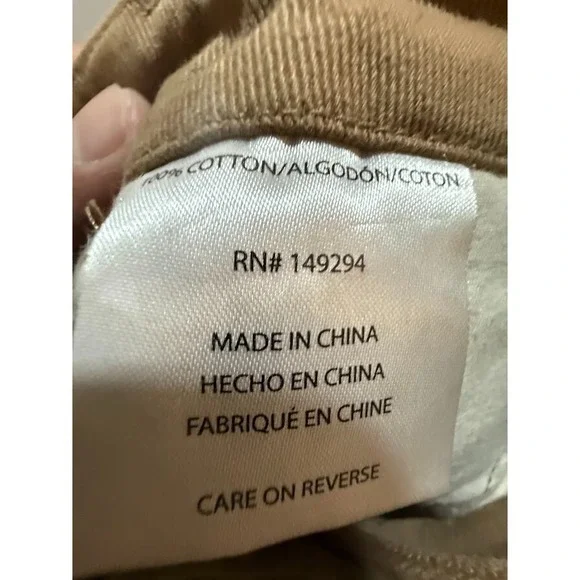 100% COTTON/ALGODÓN/COTON
RN# 149294
MADE IN CHINA
HECHO EN CHINA
FABRIQUÉ EN CHINE
CARE ON REVERSE